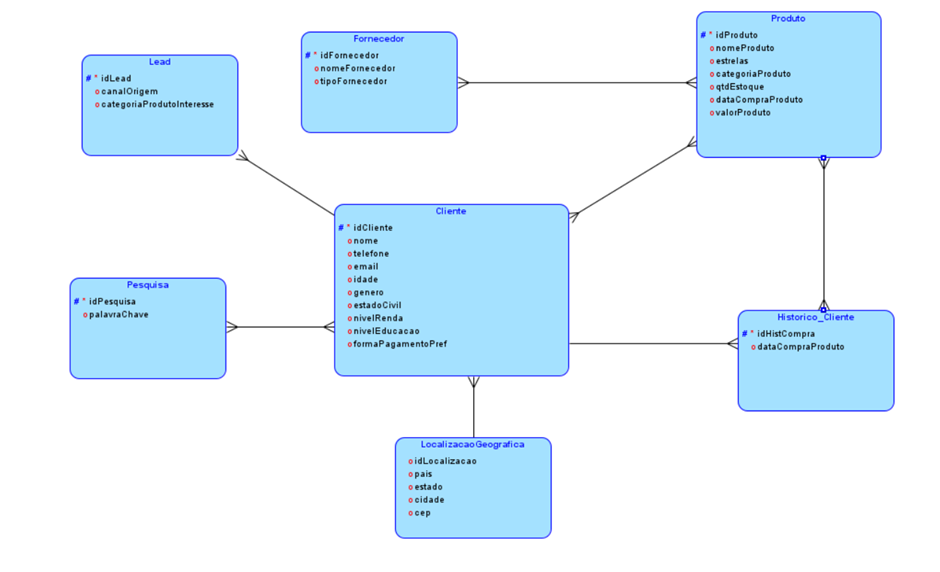 Lead
# * idLead
o canalOrigem
o categoriaProdutoInteresse
Fornecedor
# * idFornecedor
o nomeFornecedor
o tipoFornecedor
Produto
# * idProduto
o nomeProduto
o estrelas
o categoriaProduto
o qtdEstoque
o dataCompraProduto
o valorProduto
Cliente
# * idCliente
o nome
o telefone
o email
o idade
o genero
o estadoCivil
o nivelRenda
o nivelEducacao
o formaPagamentoPref
Pesquisa
# * idPesquisa
o palavraChave
Historico_Cliente
# * idHistCompra
o dataCompraProduto
LocalizacaoGeografica
o idLocalizacao
o pais
o estado
o cidade
o cep